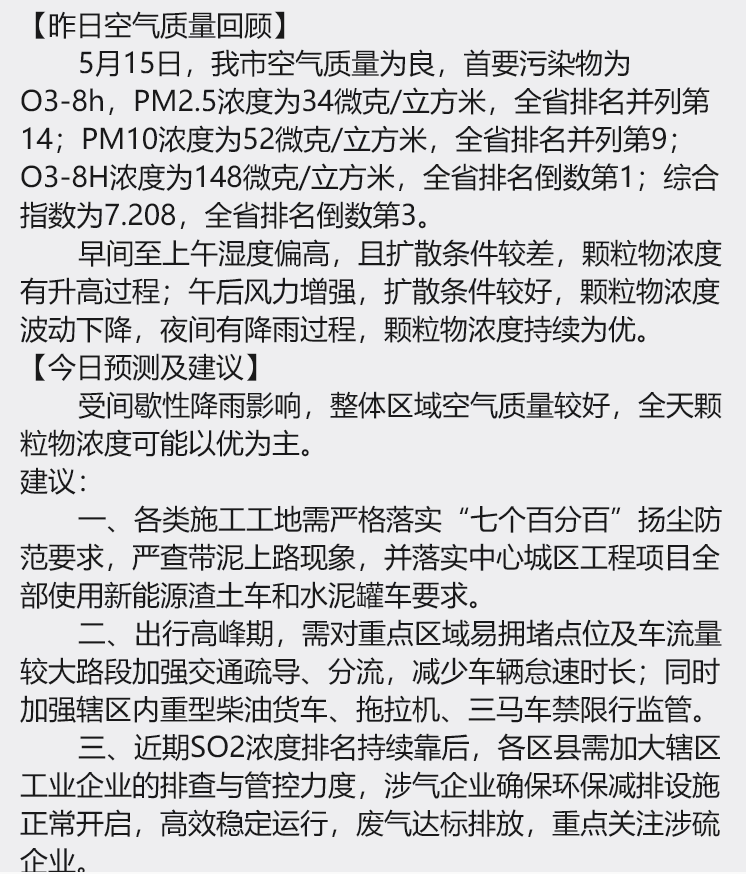 【昨日空气质量回顾】
5月15日，我市空气质量为良，首要污染物为
O3-8h，PM2.5浓度为34微克/立方米，全省排名并列第
14；PM10浓度为52微克/立方米，全省排名并列第9；
O3-8H浓度为148微克/立方米，全省排名倒数第1；综合
指数为7.208，全省排名倒数第3。
早间至上午湿度偏高，且扩散条件较差，颗粒物浓度
有升高过程；午后风力增强，扩散条件较好，颗粒物浓度
波动下降，夜间有降雨过程，颗粒物浓度持续为优。
【今日预测及建议】
受间歇性降雨影响，整体区域空气质量较好，全天颗
粒物浓度可能以优为主。
建议：
一、各类施工工地需严格落实“七个百分百”扬尘防
范要求，严查带泥上路现象，并落实中心城区工程项目全
部使用新能源渣土车和水泥罐车要求。
二、出行高峰期，需对重点区域易拥堵点位及车流量
较大路段加强交通疏导、分流，减少车辆怠速时长；同时
加强辖区内重型柴油货车、拖拉机、三马车禁限行监管。
三、近期SO2浓度排名持续靠后，各区县需加大辖区
工业企业的排查与管控力度，涉气企业确保环保减排设施
正常开启，高效稳定运行，废气达标排放，重点关注涉硫
企业。